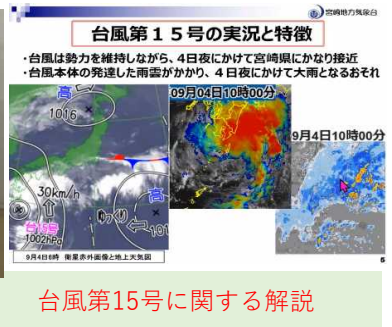 宮崎地方気象台
台風第15号の実況と特徴
・台風は勢力を維持しながら、4日夜にかけて宮崎県にかなり接近
・台風本体の発達した雨雲がかかり、4日夜にかけて大雨となるおそれ
高
1016
09月04日10時00分
9月4日10時00分
30km/h
高
ゆっくり
101
台15号
1002hPa
9月4日6時 衛星赤外画像と地上天気図
5
台風第15号に関する解説